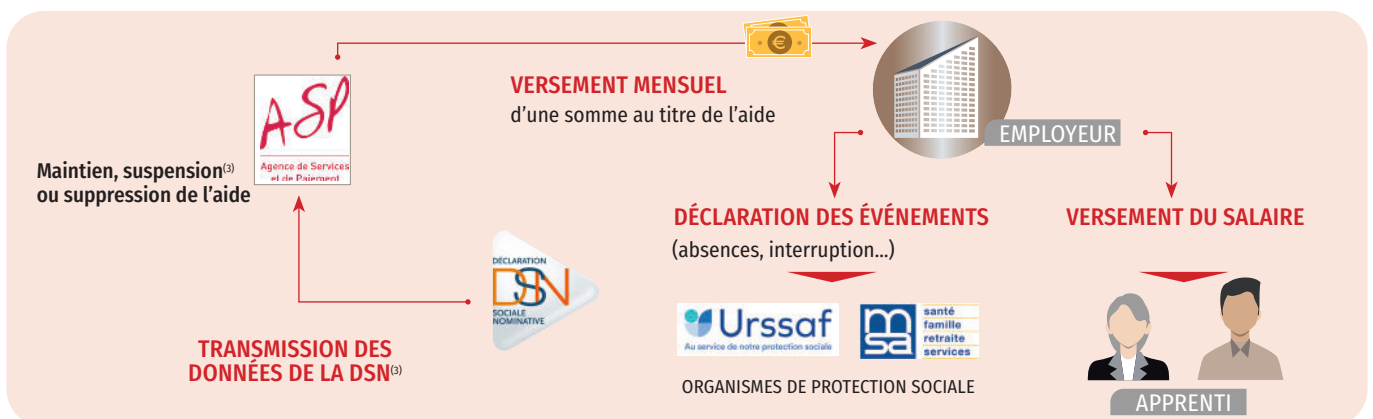 ASP
Agence de Services
et de Paiement
Maintien, suspension(3)
ou suppression de l’aide
VERSEMENT MENSUEL
d’une somme au titre de l’aide
€
EMPLOYEUR
DÉCLARATION DES ÉVÉNEMENTS
(absences, interruption...)
VERSEMENT DU SALAIRE
DÉCLARATION
DSN
SOCIALE
NOMINATIVE
TRANSMISSION DES
DONNÉES DE LA DSN(3)
Urssaf
Au service de notre protection sociale
msa
santé
famille
retraite
services
ORGANISMES DE PROTECTION SOCIALE
APPRENTI